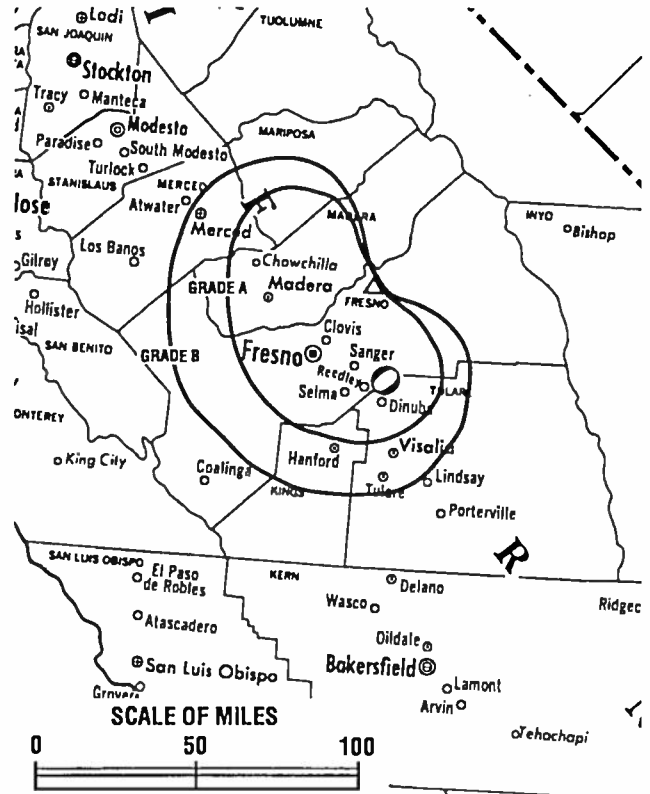 Lodi
TUOLUMNE
SAN JOAQUIN
Stockton
Tracy
Manteca
Modesto
MARIPOSA
Paradise
South Modesto
Turlock
STANISLAUS
MERCED
Atwater
Merced
MADERA
INYO
Bishop
Los Banos
Gilroy
Chowchilla
GRADE A
Madera
FRESNO
Hollister
SAN BENITO
Clovis
GRADE B
Fresno
Sanger
Reedley
Selma
TULARE
Dinuba
Hanford
Visalia
King City
Coalinga
KINGS
Tulare
Lindsay
Porterville
R
SAN LUIS OBISPO
El Paso
de Robles
KERN
Delano
Wasco
Ridgec
Atascadero
Oildale
San Luis Obispo
Bakersfield
Lamont
Arvin
Grover
SCALE OF MILES
Tehachapi
0 50 100